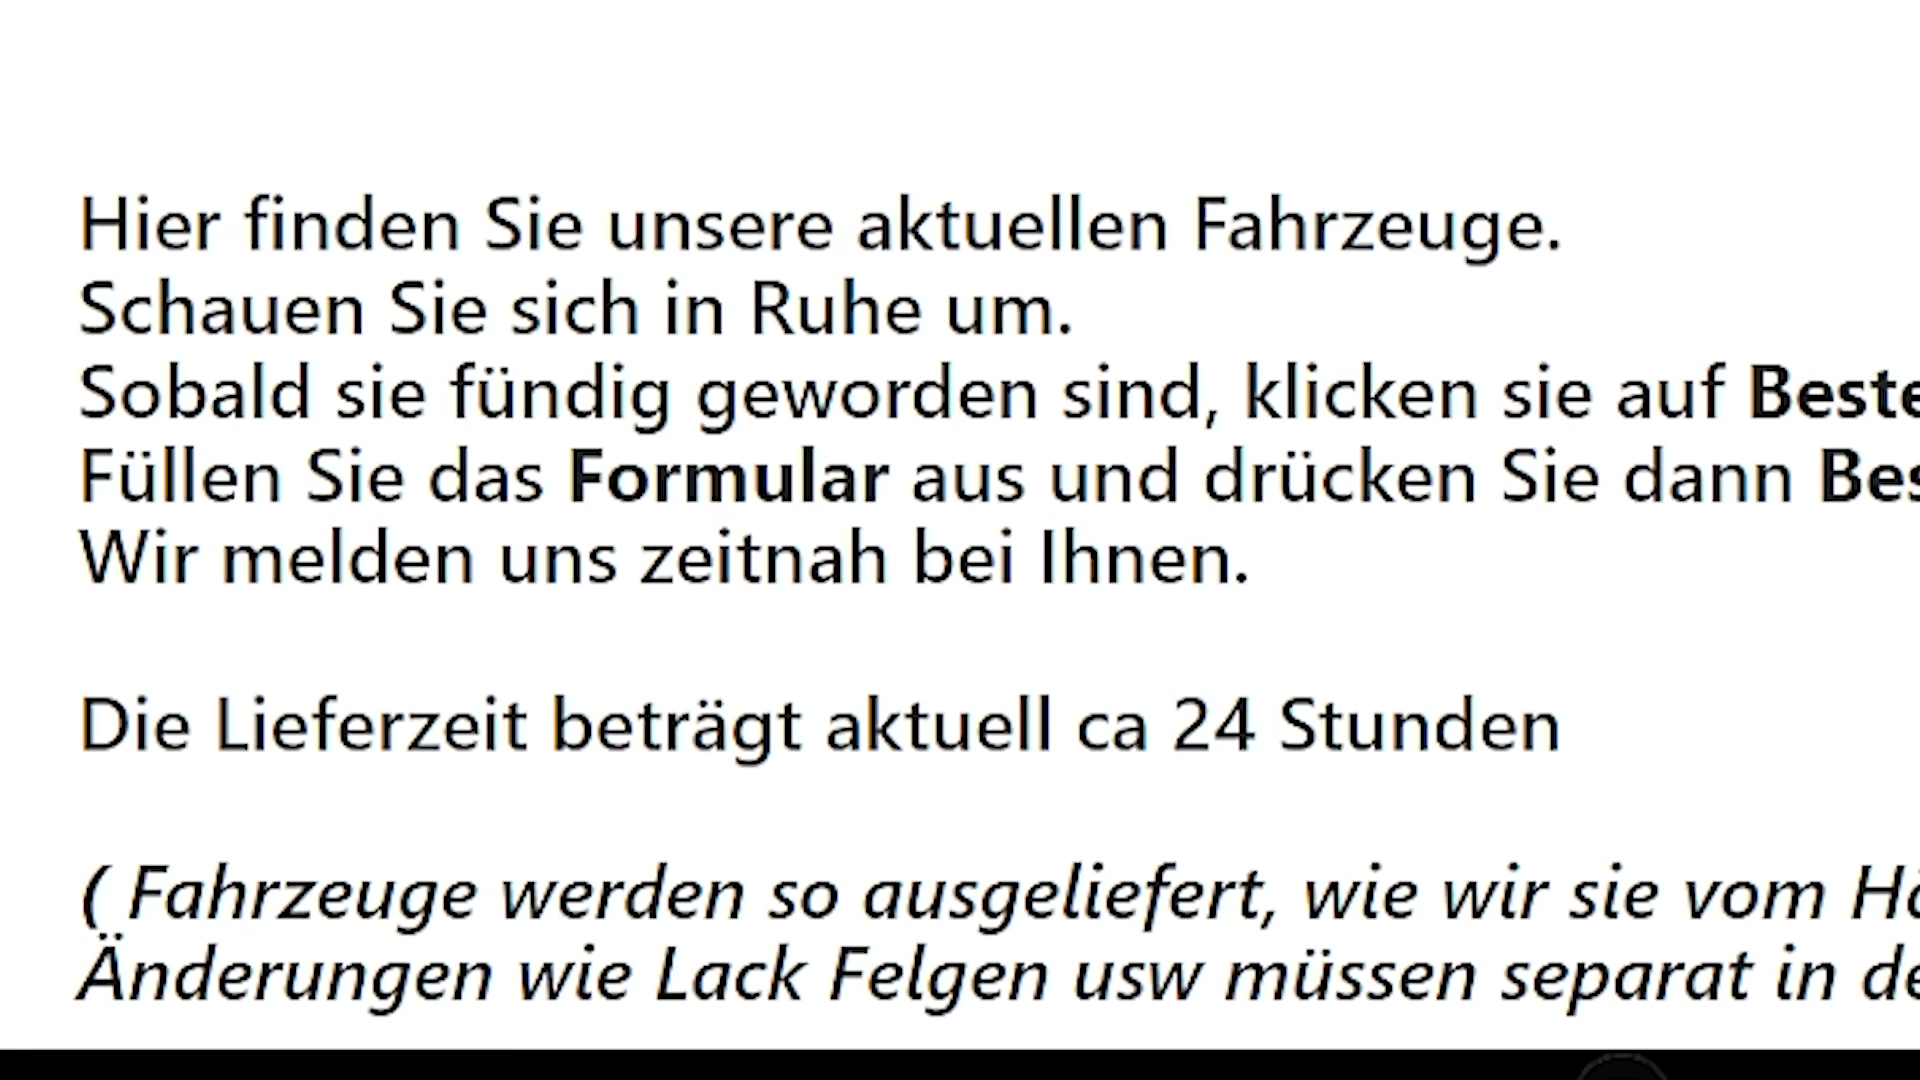 Hier finden Sie unsere aktuellen Fahrzeuge.
Schauen Sie sich in Ruhe um.
Sobald sie fündig geworden sind, klicken sie auf
Füllen Sie das Formular aus und drücken Sie dann
Wir melden uns zeitnah bei Ihnen.
Die Lieferzeit beträgt aktuell ca 24 Stunden
( Fahrzeuge werden so ausgeliefert, wie wir sie vom
Änderungen wie Lack Felgen usw müssen separat in